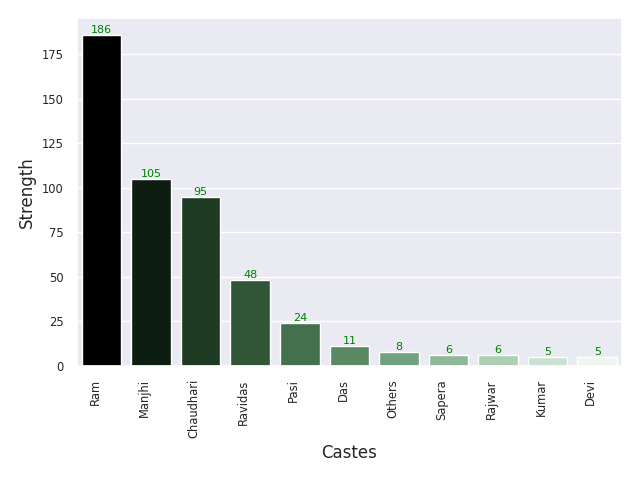 186
175
150
125
105
100
95
75
48
50
24
25
11
8
6
6
5
5
0
Strength
Ram
Manjhi
Chaudhari
Ravidas
Pasi
Das
Others
Sapera
Rajwar
Kumar
Devi
Castes